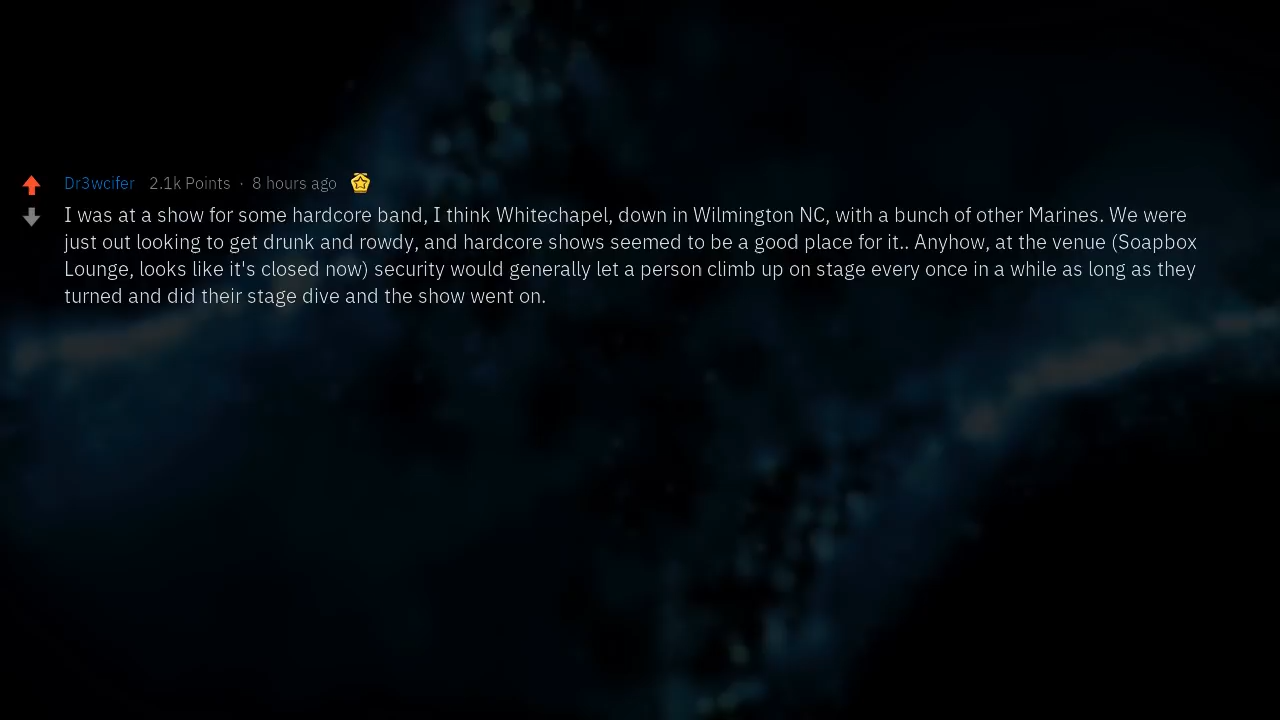 Dr3wcifer 2.1k Points · 8 hours ago
I was at a show for some hardcore band, I think Whitechapel, down in Wilmington NC, with a bunch of other Marines. We were
just out looking to get drunk and rowdy, and hardcore shows seemed to be a good place for it.. Anyhow, at the venue (Soapbox
Lounge, looks like it's closed now) security would generally let a person climb up on stage every once in a while as long as they
turned and did their stage dive and the show went on.